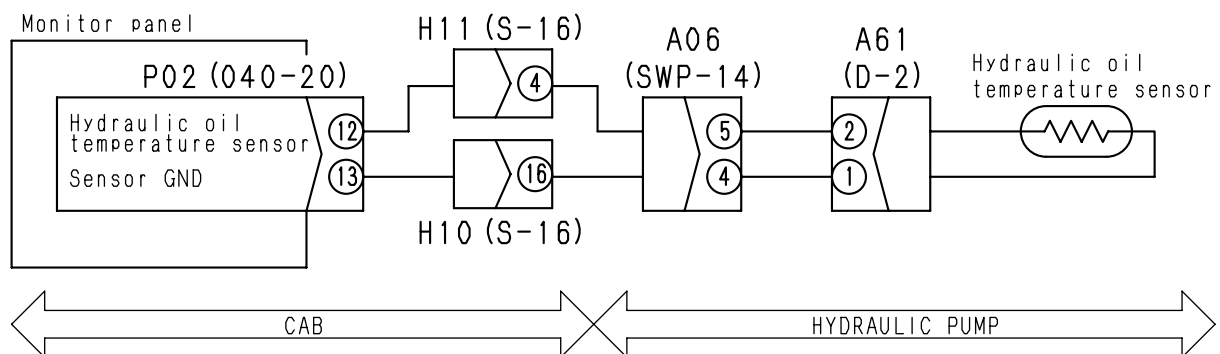 Monitor panel
P02 (040-20)
Hydraulic oil
temperature sensor
Sensor GND
12
13
H11 (S-16)
4
16
H10 (S-16)
A06
(SWP-14)
5
4
A61
(D-2)
2
1
Hydraulic oil
temperature sensor
CAB
HYDRAULIC PUMP